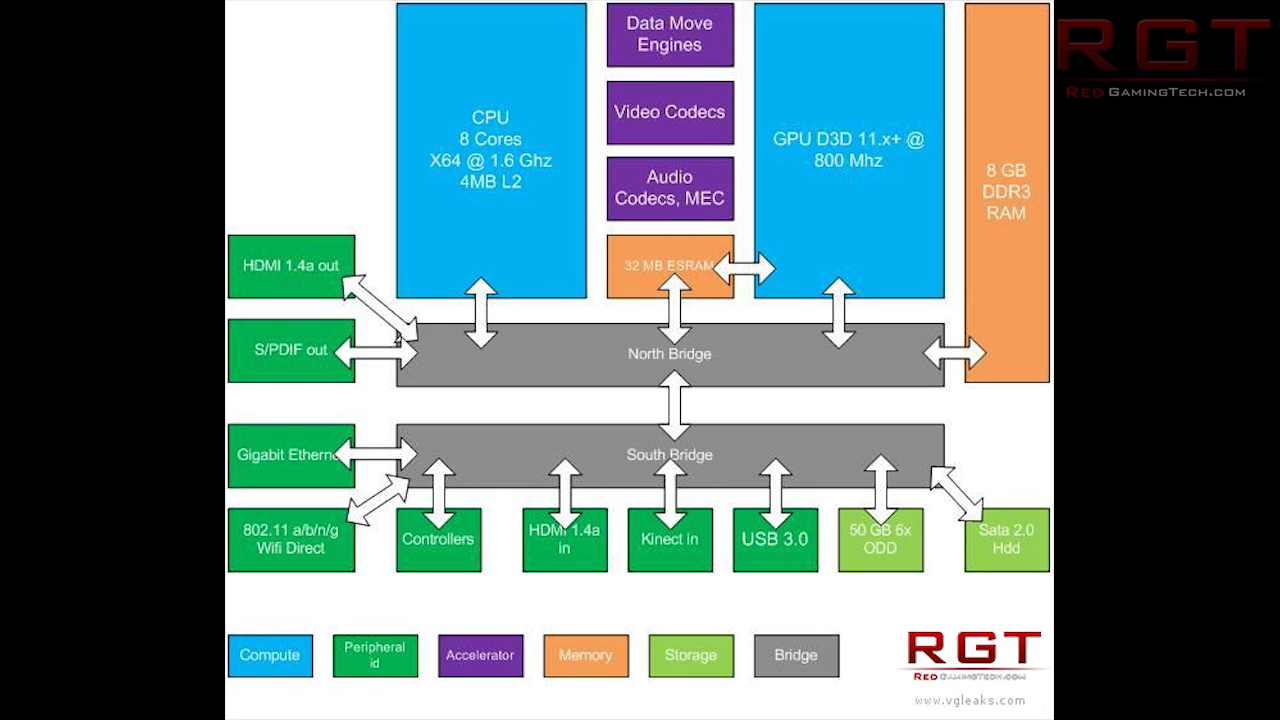 RGT
RED GAMINGTECH.COM
CPU
8 Cores
X64 @ 1.6 Ghz
4MB L2
Data Move
Engines
Video Codecs
Audio
Codecs, MEC
32 MB ESRAM
GPU D3D 11.x+ @
800 Mhz
8 GB
DDR3
RAM
HDMI 1.4a out
S/PDIF out
North Bridge
Gigabit Etherne
South Bridge
802.11 a/b/n/g
Wifi Direct
Controllers
HDMI 1.4a
in
Kinect in
USB 3.0
50 GB 6x
ODD
Sata 2.0
Hdd
Compute
Peripheral
id
Accelerator
Memory
Storage
Bridge
RGT
RED GAMINGTECH.COM
www.vgleaks.com